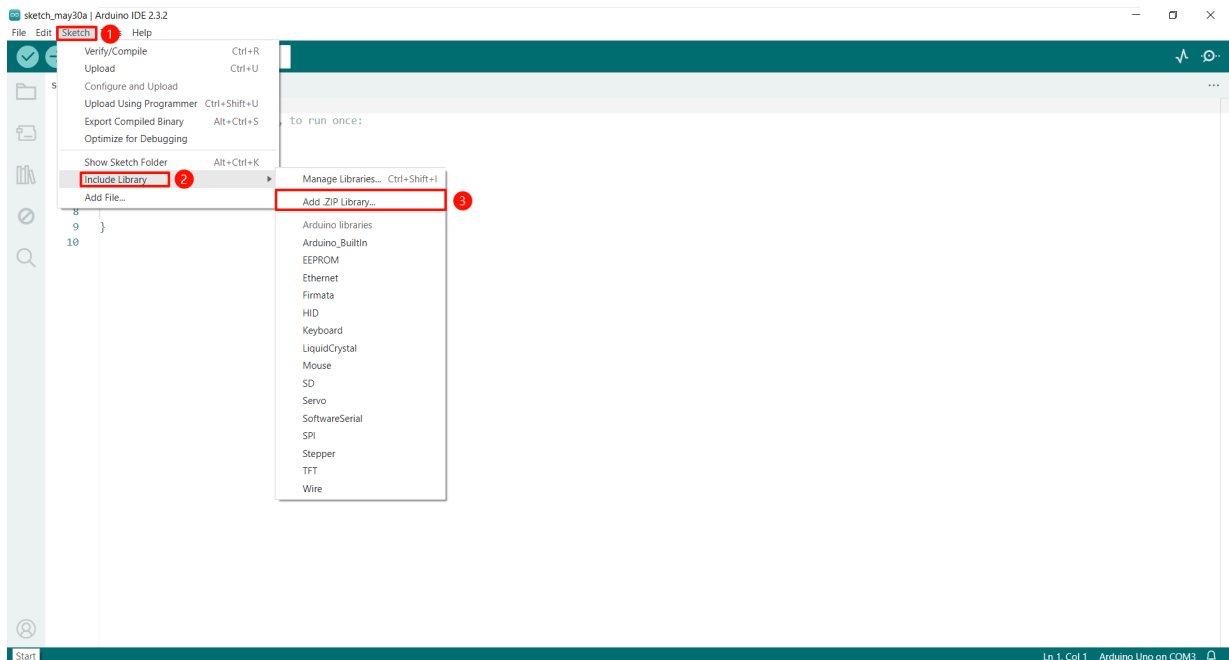 sketch_may30a | Arduino IDE 2.3.2
File Edit Sketch 1 Help
Verify/Compile Ctrl+R
Upload Ctrl+U
Configure and Upload
Upload Using Programmer Ctrl+Shift+U
Export Compiled Binary Alt+Ctrl+S
, to run once:
Optimize for Debugging
Show Sketch Folder Alt+Ctrl+K
Include Library 2
Manage Libraries... Ctrl+Shift+I
Add File...
Add .ZIP Library... 3
8
Arduino libraries
9 }
10
Arduino_BuiltIn
EEPROM
Ethernet
Firmata
HID
Keyboard
LiquidCrystal
Mouse
SD
Servo
SoftwareSerial
SPI
Stepper
TFT
Wire
Start
Ln 1, Col 1 Arduino Uno on COM3